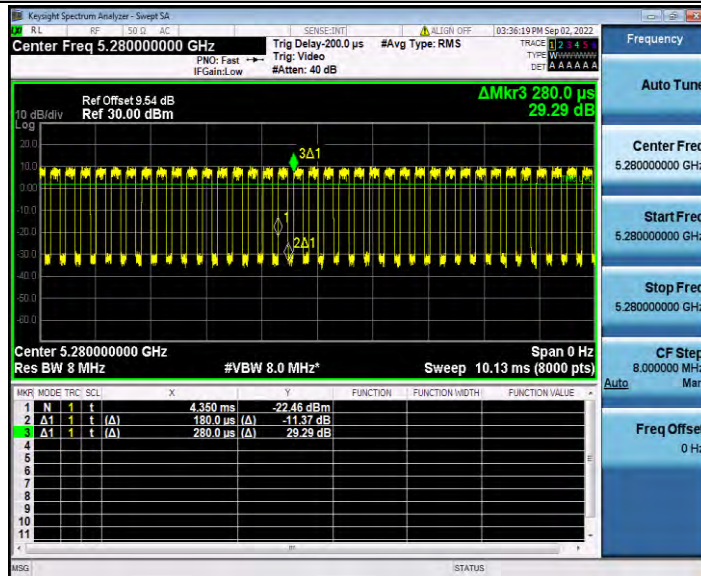 Keysight Spectrum Analyzer - Swept SA
RL RF 50 Ω AC SENSE:INT ALIGN OFF 03:36:19 PM Sep 02, 2022
Center Freq 5.280000000 GHz
PNO: Fast
IFGain:Low
Trig Delay-200.0 µs
Trig: Video
#Atten: 40 dB
#Avg Type: RMS
TRACE 1 2 3 4 5 6
TYPE
DET A A A A A A
Ref Offset 9.54 dB
Ref 30.00 dBm
10 dB/div
Log
ΔMkr3 280.0 µs
29.29 dB
20.0
10.0
0.00
-10.0
-20.0
-30.0
-40.0
-50.0
-60.0
3Δ1
1
2Δ1
Center 5.280000000 GHz Span 0 Hz
Res BW 8 MHz #VBW 8.0 MHz* Sweep 10.13 ms (8000 pts)
MKR MODE TRC SCL X Y FUNCTION FUNCTION WIDTH FUNCTION VALUE
1 N 1 t 4.350 ms -22.46 dBm
2 Δ1 1 t (Δ) 180.0 µs (Δ) -11.37 dB
3 Δ1 1 t (Δ) 280.0 µs (Δ) 29.29 dB
4
5
6
7
8
9
10
11
MSG STATUS
Frequency
Auto Tune
Center Freq
5.280000000 GHz
Start Freq
5.280000000 GHz
Stop Freq
5.280000000 GHz
CF Step
8.000000 MHz
Auto Man
Freq Offset
0 Hz